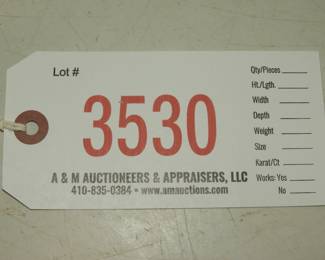 Lot #
3530
A & M AUCTIONEERS & APPRAISERS, LLC
410-835-0384 • www.amauctions.com
Qty/Pieces
Ht./Lgth.
Width
Depth
Weight
Size
Karat/Ct
Works: Yes
No